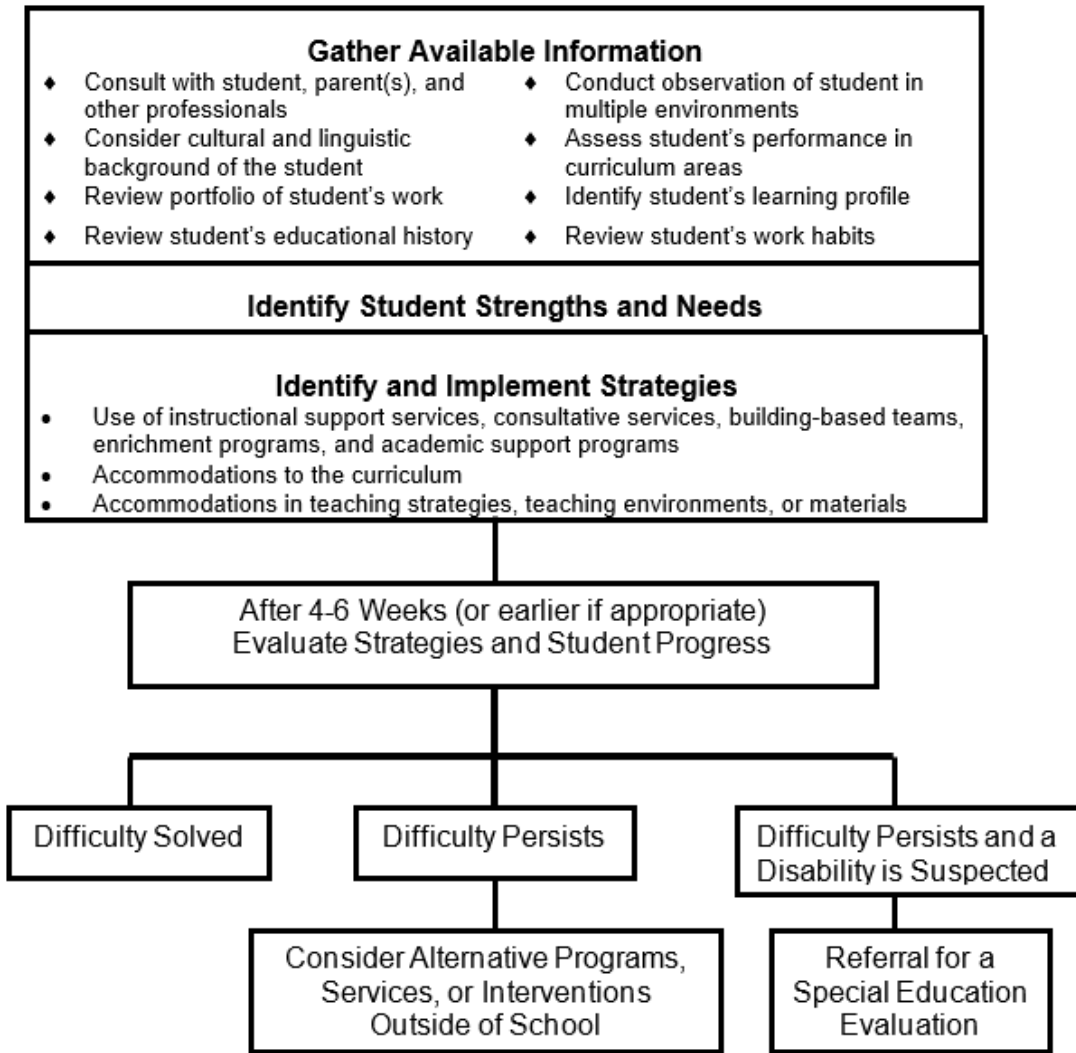 Gather Available Information
♦ Consult with student, parent(s), and
other professionals
♦ Consider cultural and linguistic
background of the student
♦ Review portfolio of student’s work
♦ Review student’s educational history
♦ Conduct observation of student in
multiple environments
♦ Assess student’s performance in
curriculum areas
♦ Identify student’s learning profile
♦ Review student’s work habits
Identify Student Strengths and Needs
Identify and Implement Strategies
• Use of instructional support services, consultative services, building-based teams,
enrichment programs, and academic support programs
• Accommodations to the curriculum
• Accommodations in teaching strategies, teaching environments, or materials
After 4-6 Weeks (or earlier if appropriate)
Evaluate Strategies and Student Progress
Difficulty Solved
Difficulty Persists
Difficulty Persists and a
Disability is Suspected
Consider Alternative Programs,
Services, or Interventions
Outside of School
Referral for a
Special Education
Evaluation